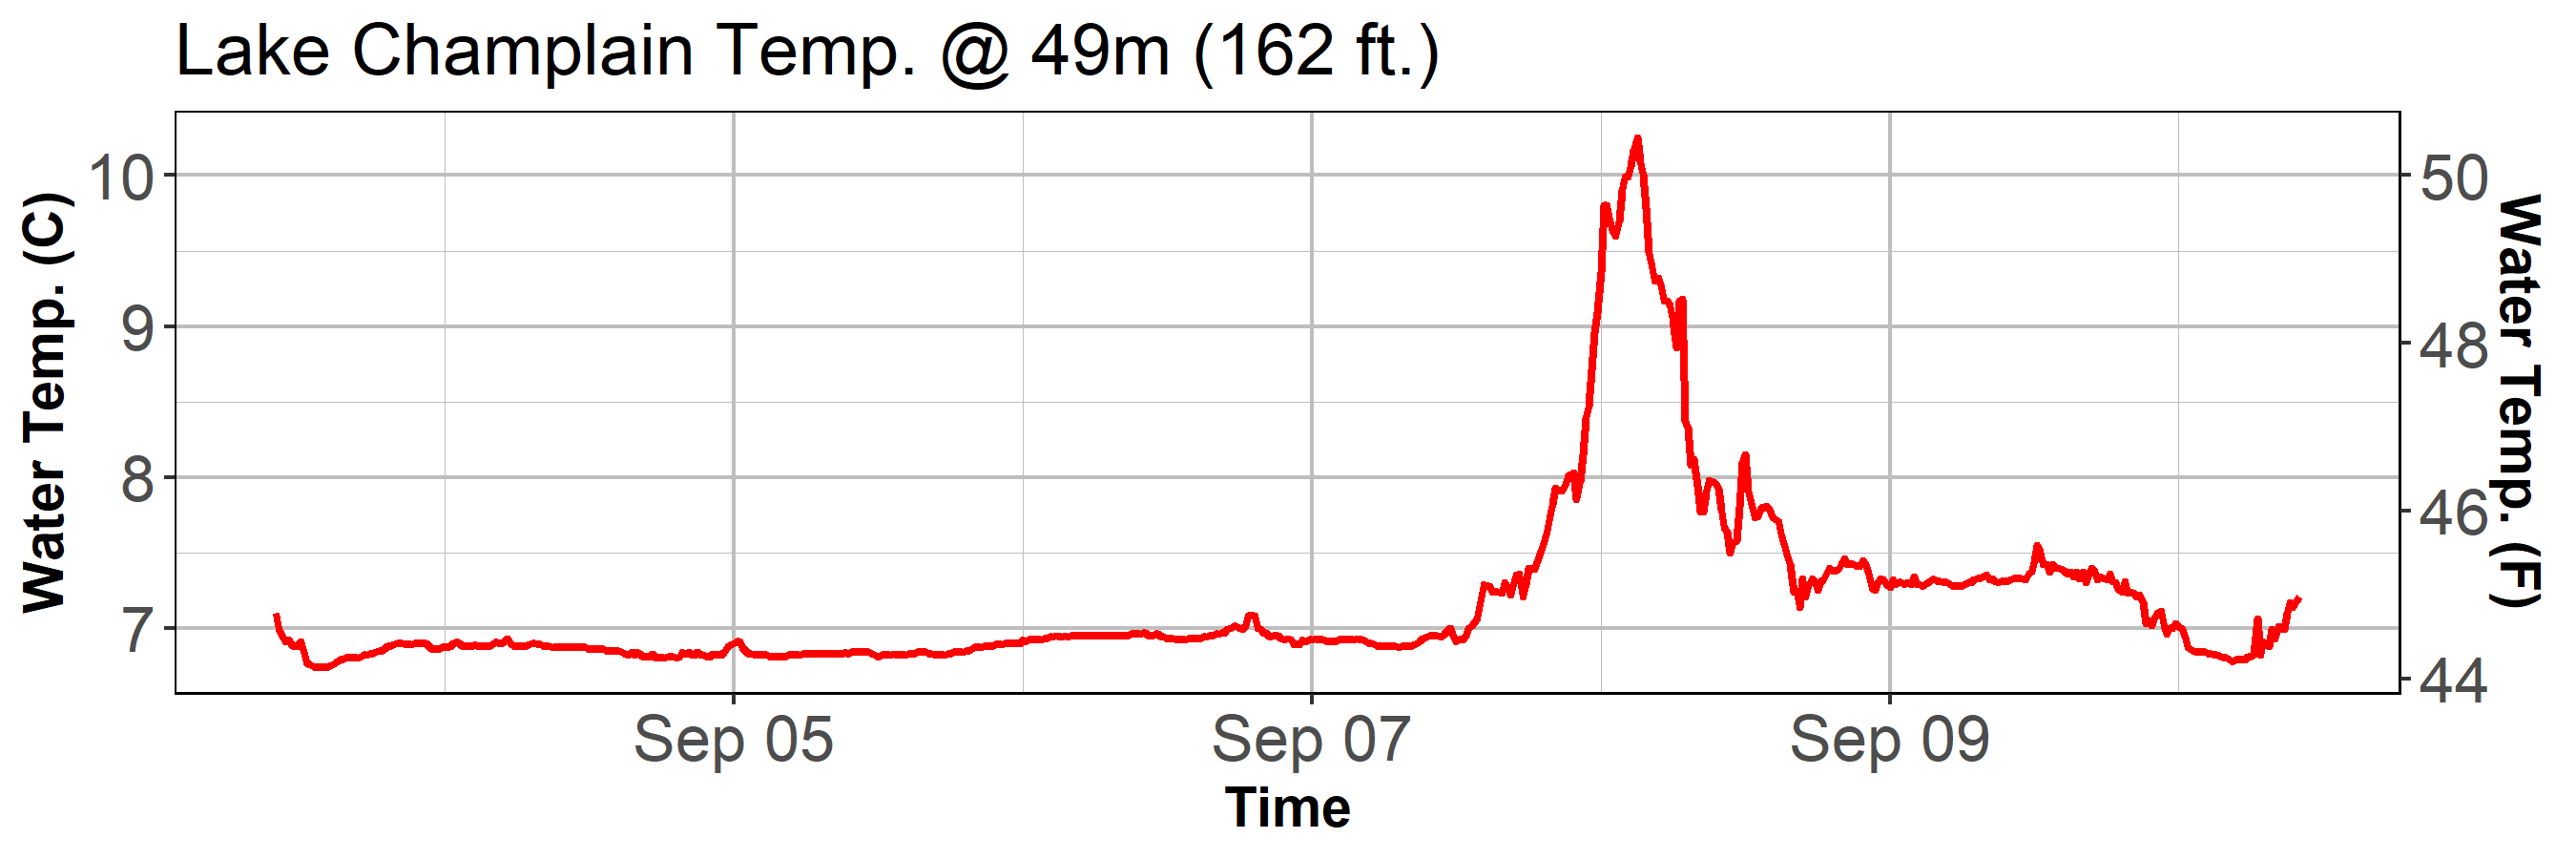 Lake Champlain Temp. @ 49m (162 ft.)
Water Temp. (C)
10
9
8
7
50
48
46
44
Water Temp. (F)
Sep 05 Sep 07 Sep 09
Time